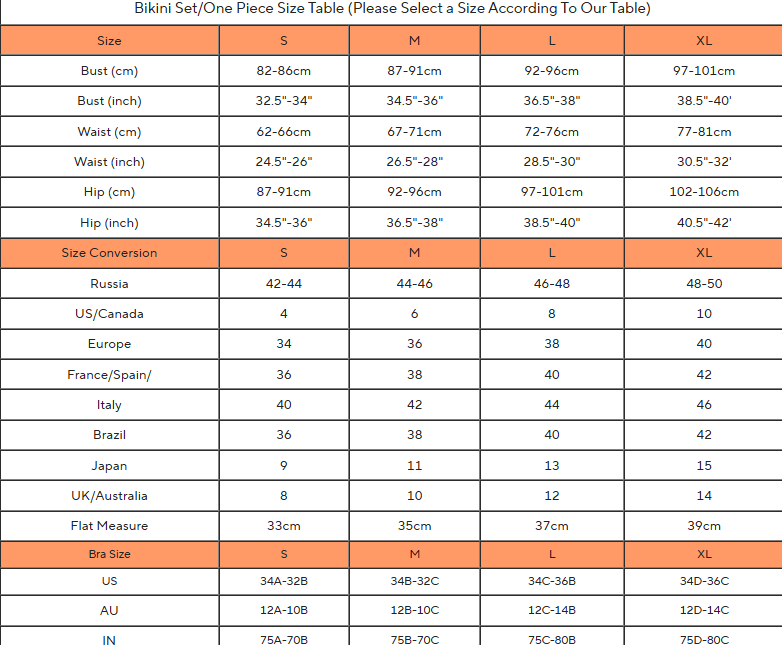 Bikini Set/One Piece Size Table (Please Select a Size According To Our Table)
Size S M L XL
Bust (cm) 82-86cm 87-91cm 92-96cm 97-101cm
Bust (inch) 32.5"-34" 34.5"-36" 36.5"-38" 38.5"-40'
Waist (cm) 62-66cm 67-71cm 72-76cm 77-81cm
Waist (inch) 24.5"-26" 26.5"-28" 28.5"-30" 30.5"-32'
Hip (cm) 87-91cm 92-96cm 97-101cm 102-106cm
Hip (inch) 34.5"-36" 36.5"-38" 38.5"-40" 40.5"-42'
Size Conversion S M L XL
Russia 42-44 44-46 46-48 48-50
US/Canada 4 6 8 10
Europe 34 36 38 40
France/Spain/ 36 38 40 42
Italy 40 42 44 46
Brazil 36 38 40 42
Japan 9 11 13 15
UK/Australia 8 10 12 14
Flat Measure 33cm 35cm 37cm 39cm
Bra Size S M L XL
US 34A-32B 34B-32C 34C-36B 34D-36C
AU 12A-10B 12B-10C 12C-14B 12D-14C
IN 75A-70B 75B-70C 75C-80B 75D-80C